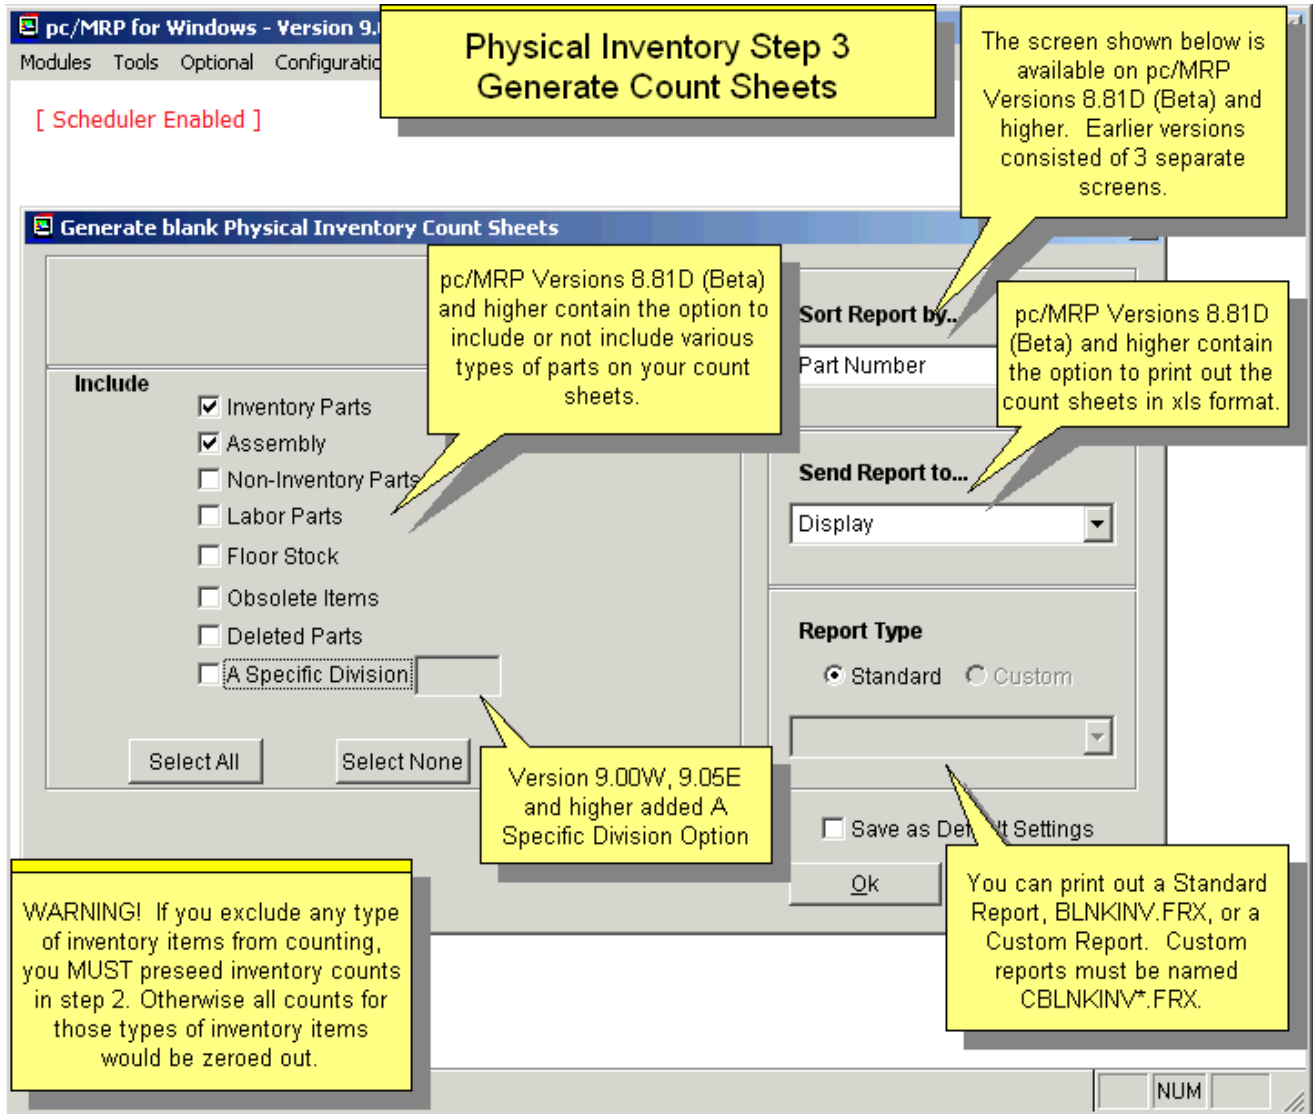 pc/MRP for Windows - Version 9.
Modules Tools Optional
Physical Inventory Step 3
Generate Count Sheets
[ Scheduler Enabled ]
The screen shown below is
available on pc/MRP
Versions 8.81D (Beta) and
higher. Earlier versions
consisted of 3 separate
screens.
Generate blank Physical Inventory Count Sheets
pc/MRP Versions 8.81D (Beta)
and higher contain the option to
include or not include various
types of parts on your count
sheets.
Sort Report by..
Part Number
pc/MRP Versions 8.81D
(Beta) and higher contain
the option to print out the
count sheets in xls format.
Include
Inventory Parts
Assembly
Non-Inventory Parts
Labor Parts
Floor Stock
Obsolete Items
Deleted Parts
A Specific Division
Select All
Select None
Send Report to...
Display
Report Type
Standard
Custom
Version 9.00W, 9.05E
and higher added A
Specific Division Option
Save as Settings
Ok
You can print out a Standard
Report, BLNKINV.FRX, or a
Custom Report. Custom
reports must be named
CBLNKINV*.FRX.
WARNING! If you exclude any type
of inventory items from counting,
you MUST preseed inventory counts
in step 2. Otherwise all counts for
those types of inventory items
would be zeroed out.
NUM